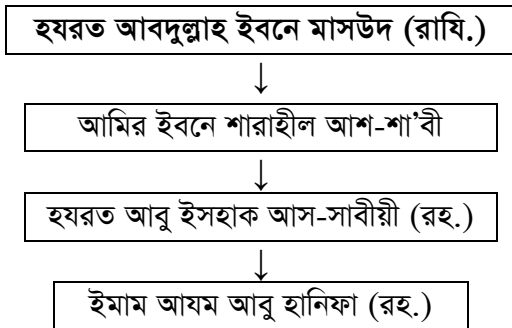 হযরত আবদুল্লাহ ইবনে মাসউদ (রাযি.)
↓
আমির ইবনে শারাহীল আশ-শা’বী
↓
হযরত আবু ইসহাক আস-সাবীয়ী (রহ.)
↓
ইমাম আযম আবু হানিফা (রহ.)